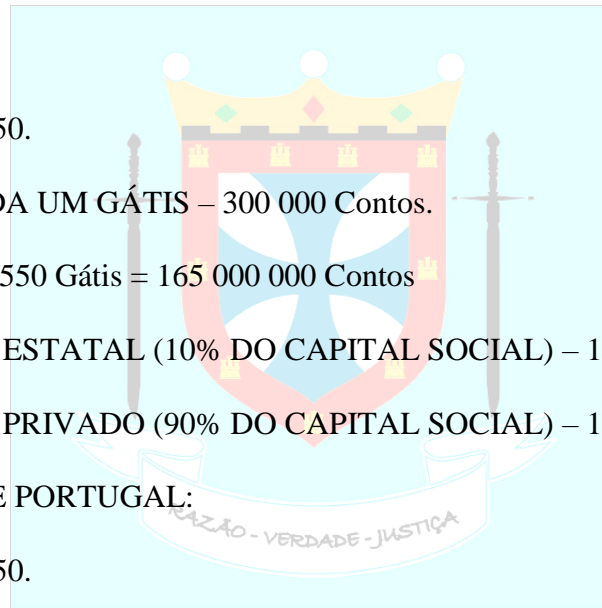 50.
DA UM GÁTIS – 300 000 Contos.
550 Gátis = 165 000 000 Contos
ESTATAL (10% DO CAPITAL SOCIAL) – 1
PRIVADO (90% DO CAPITAL SOCIAL) – 1
E PORTUGAL:
RAZÃO - VERDADE - JUSTIÇA
50.